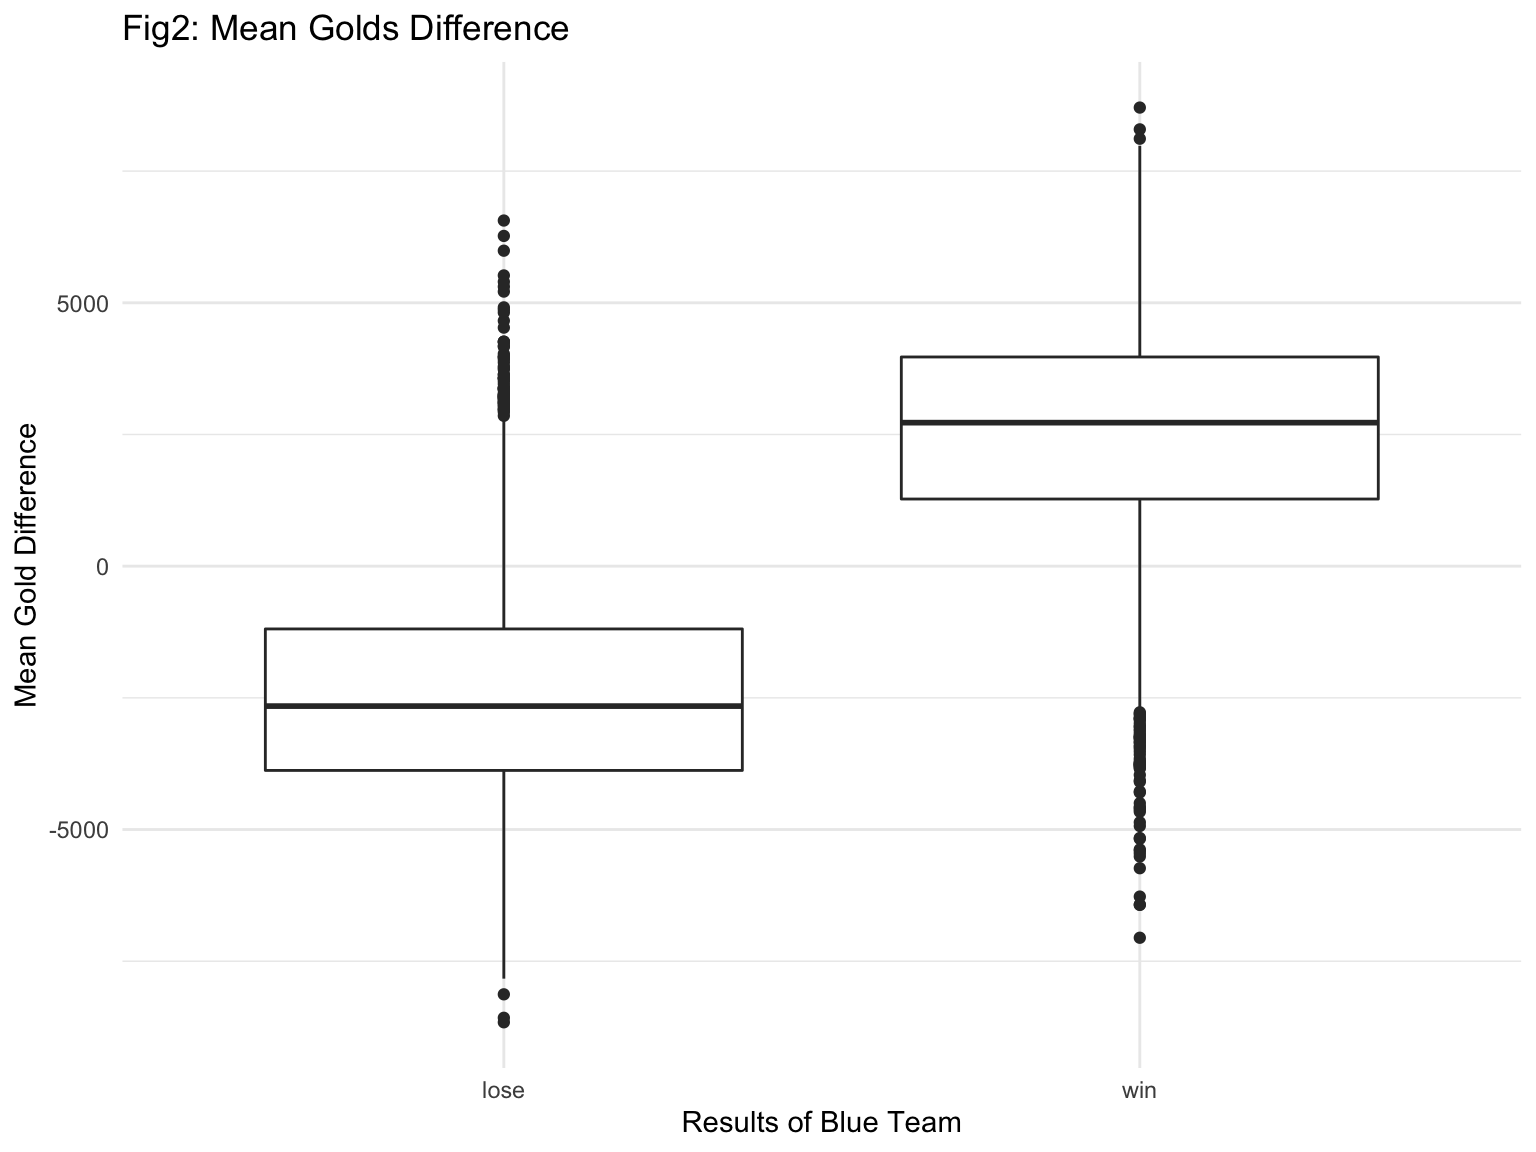 Fig2: Mean Golds Difference
Mean Gold Difference
5000
0
-5000
lose
win
Results of Blue Team